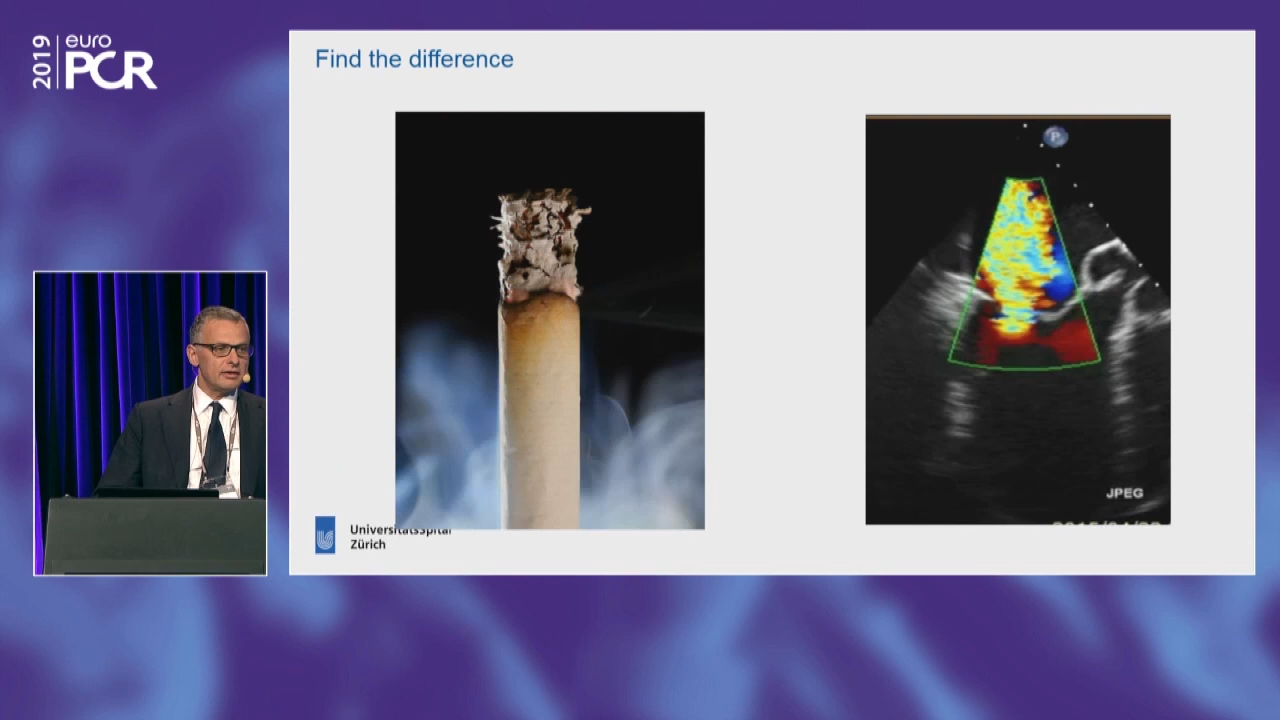 2019
euro
PCR
Find the difference
P
JPEG
UniversitätsSpital
Zürich